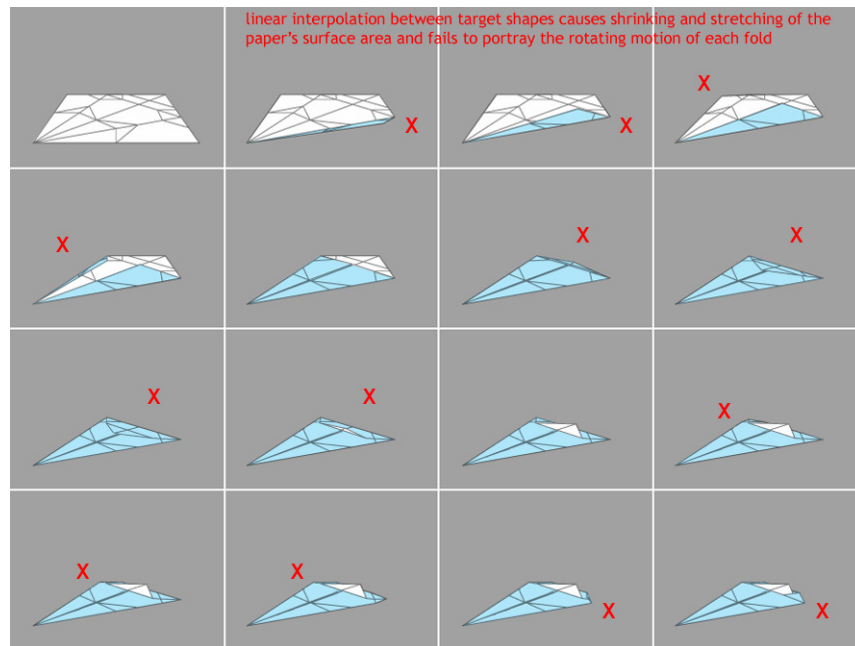 linear interpolation between target shapes causes shrinking and stretching of the
paper's surface area and fails to portray the rotating motion of each fold
X
X
X
X
X
X
X
X
X
X
X
X
X